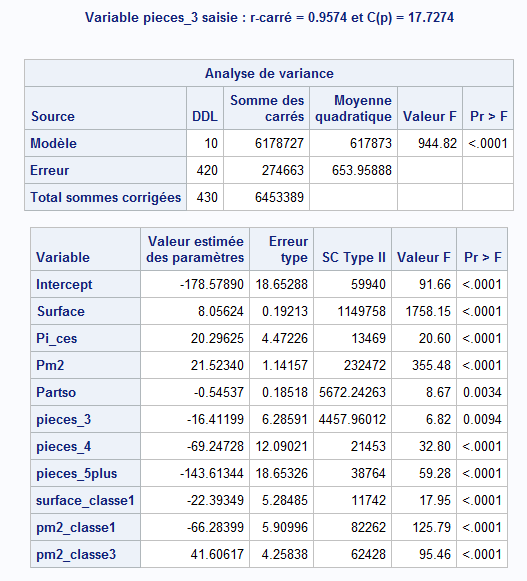 Variable pieces_3 saisie : r-carré = 0.9574 et C(p) = 17.7274
Analyse de variance
Source DDL Somme des carrés Moyenne quadratique Valeur F Pr > F
Modèle 10 6178727 617873 944.82 <.0001
Erreur 420 274663 653.95888
Total sommes corrigées 430 6453389
Variable Valeur estimée des paramètres Erreur type SC Type II Valeur F Pr > F
Intercept -178.57890 18.65288 59940 91.66 <.0001
Surface 8.05624 0.19213 1149758 1758.15 <.0001
Pi_ces 20.29625 4.47226 13469 20.60 <.0001
Pm2 21.52340 1.14157 232472 355.48 <.0001
Partso -0.54537 0.18518 5672.24263 8.67 0.0034
pieces_3 -16.41199 6.28591 4457.96012 6.82 0.0094
pieces_4 -69.24728 12.09021 21453 32.80 <.0001
pieces_5plus -143.61344 18.65326 38764 59.28 <.0001
surface_classe1 -22.39349 5.28485 11742 17.95 <.0001
pm2_classe1 -66.28399 5.90996 82262 125.79 <.0001
pm2_classe3 41.60617 4.25838 62428 95.46 <.0001